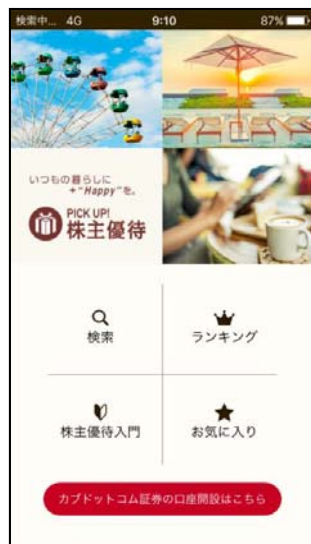 検索中... 4G 9:10 87%
いつもの暮らしに
+"Happy"を。
PICK UP!
株主優待
検索
ランキング
株主優待入門
お気に入り
カブドットコム証券の口座開設はこちら